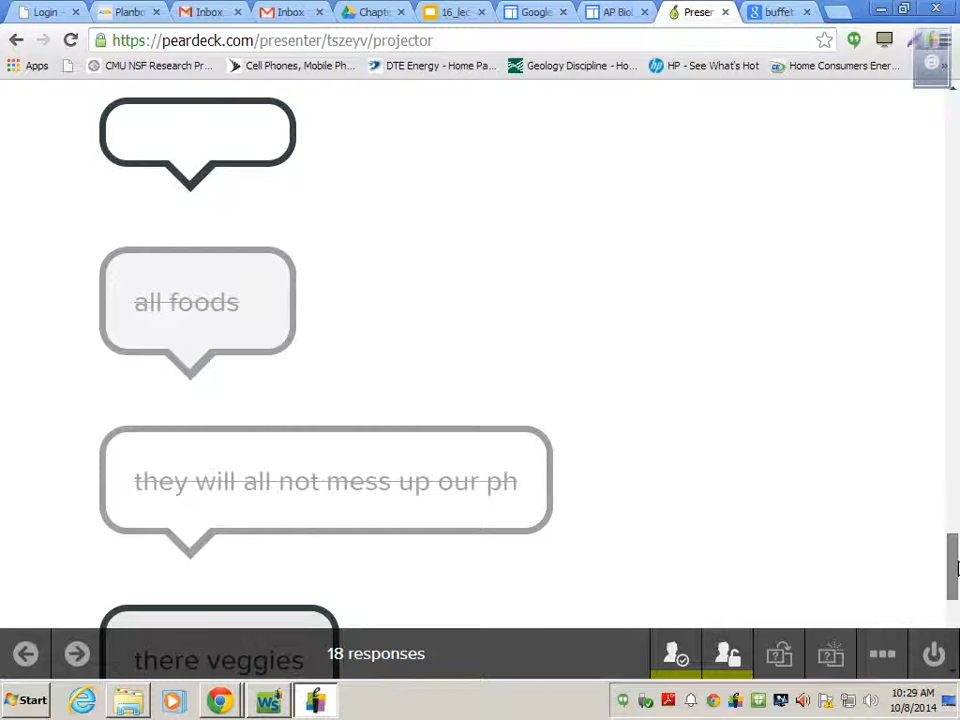 Login -
Planbo
Inbox
Inbox
Chapte
16_lec
Google
AP Biol
Presen
buffet
https://peardeck.com/presenter/tszeyv/projector
Apps
CMU NSF Research Pr...
Cell Phones, Mobile Ph...
DTE Energy - Home Pa...
Geology Discipline - Ho...
HP - See What's Hot
Home Consumers Ener...
all foods
they will all not mess up our ph
there veggies
18 responses
Start
10:29 AM
10/8/2014